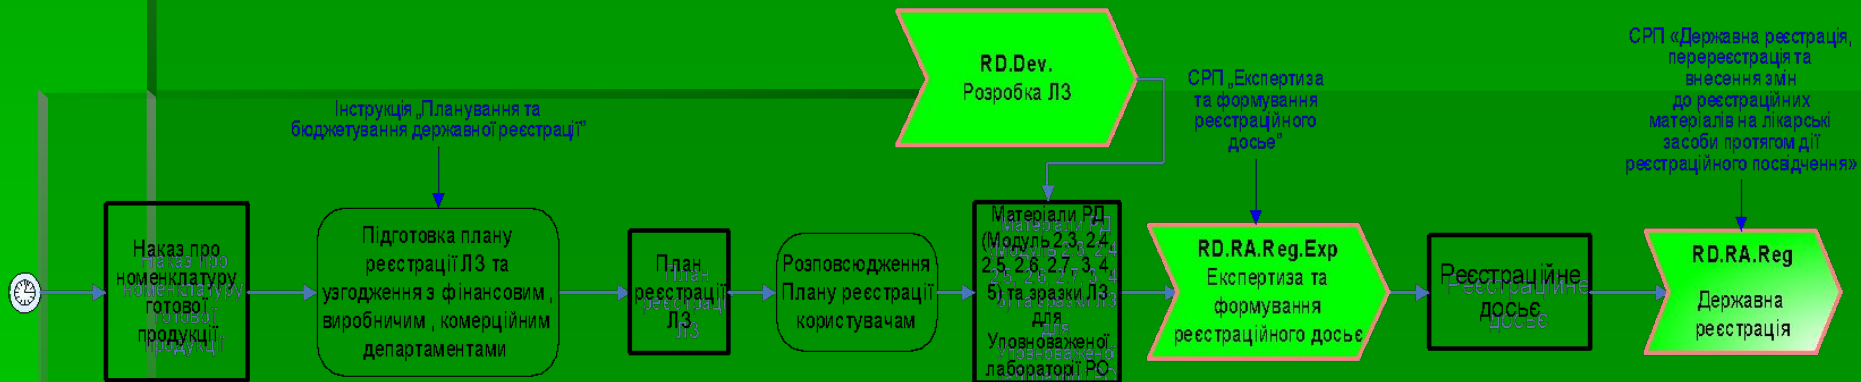 RD.Dev.
Розробка ЛЗ
Інструкція „Планування та
бюджетування державної реєстрації”
СРП „Експертиза
та формування
реєстраційного
досьє”
СРП «Державна реєстрація,
перереєстрація та
внесення змін
до реєстраційних
матеріалів на лікарські
засоби протягом дії
реєстраційного посвідчення»
Наказ про
номенклатуру
готової
продукції
Підготовка плану
реєстрації ЛЗ та
узгодження з фінансовим ,
виробничим , комерційним
департаментами
План
реєстрації
ЛЗ
Розповсюдження
Плану реєстрації
користувачам
Матеріали РД
(Модуль 2.3, 2.4,
2.5, 2.6, 2.7, 3, 4,
5) та зразки ЛЗ
для
Уповноваженої
лабораторії РО
RD.RA.Reg.Exp
Експертиза та
формування
реєстраційного досьє
Реєстраційне
досьє
RD.RA.Reg
Державна
реєстрація